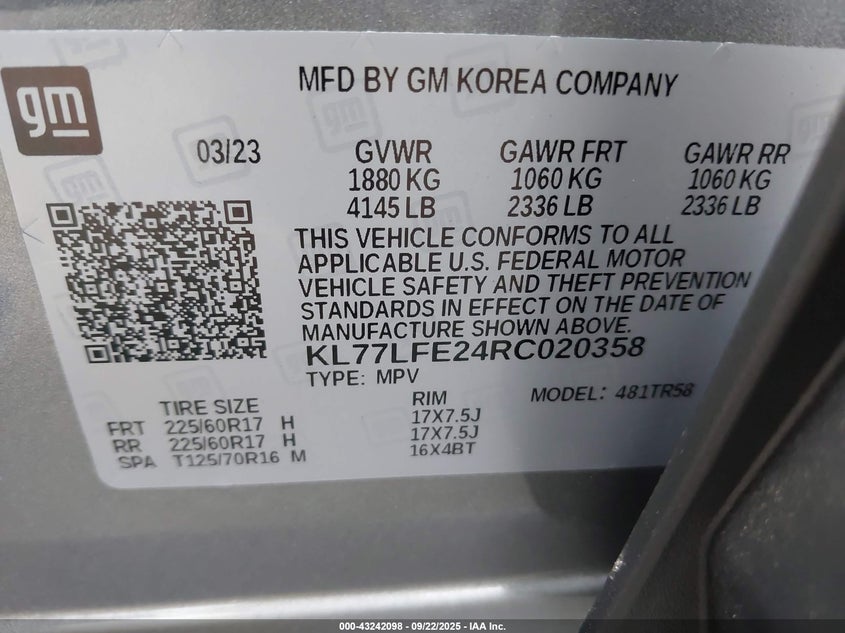 gm
MFD BY GM KOREA COMPANY
03/23 GVWR GAWR FRT GAWR RR
1880 KG 1060 KG 1060 KG
4145 LB 2336 LB 2336 LB
THIS VEHICLE CONFORMS TO ALL
APPLICABLE U.S. FEDERAL MOTOR
VEHICLE SAFETY AND THEFT PREVENTION
STANDARDS IN EFFECT ON THE DATE OF
MANUFACTURE SHOWN ABOVE.
KL77LFE24RC020358
TYPE: MPV MODEL: 481TR58
TIRE SIZE RIM
FRT 225/60R17 H 17X7.5J
RR 225/60R17 H 17X7.5J
SPA T125/70R16 M 16X4BT
000-43242098 - 09/22/2025 - IAA Inc.